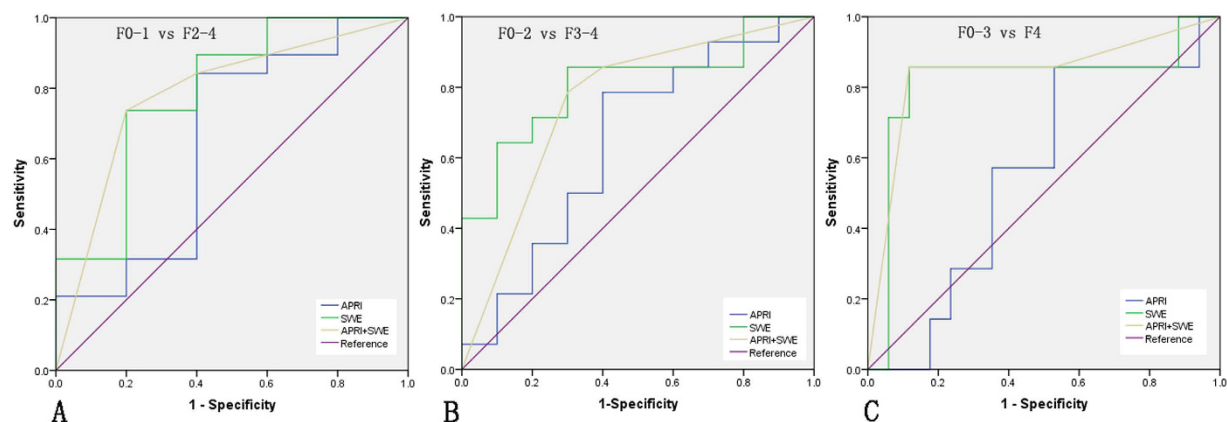 F0-1 vs F2-4
1.0
0.8
0.6
0.4
0.2
0.0
Sensitivity
0.0 0.2 0.4 0.6 0.8 1.0
1 - Specificity
APRI
SWE
APRI+SWE
Reference
A
F0-2 vs F3-4
1.0
0.8
0.6
0.4
0.2
0.0
Sensitivity
0.0 0.2 0.4 0.6 0.8 1.0
1-Specificity
APRI
SWE
APRI+SWE
Reference
B
F0-3 vs F4
1.0
0.8
0.6
0.4
0.2
0.0
Sensitivity
0.0 0.2 0.4 0.6 0.8 1.0
1 - Specificity
APRI
SWE
APRI+SWE
Reference
C